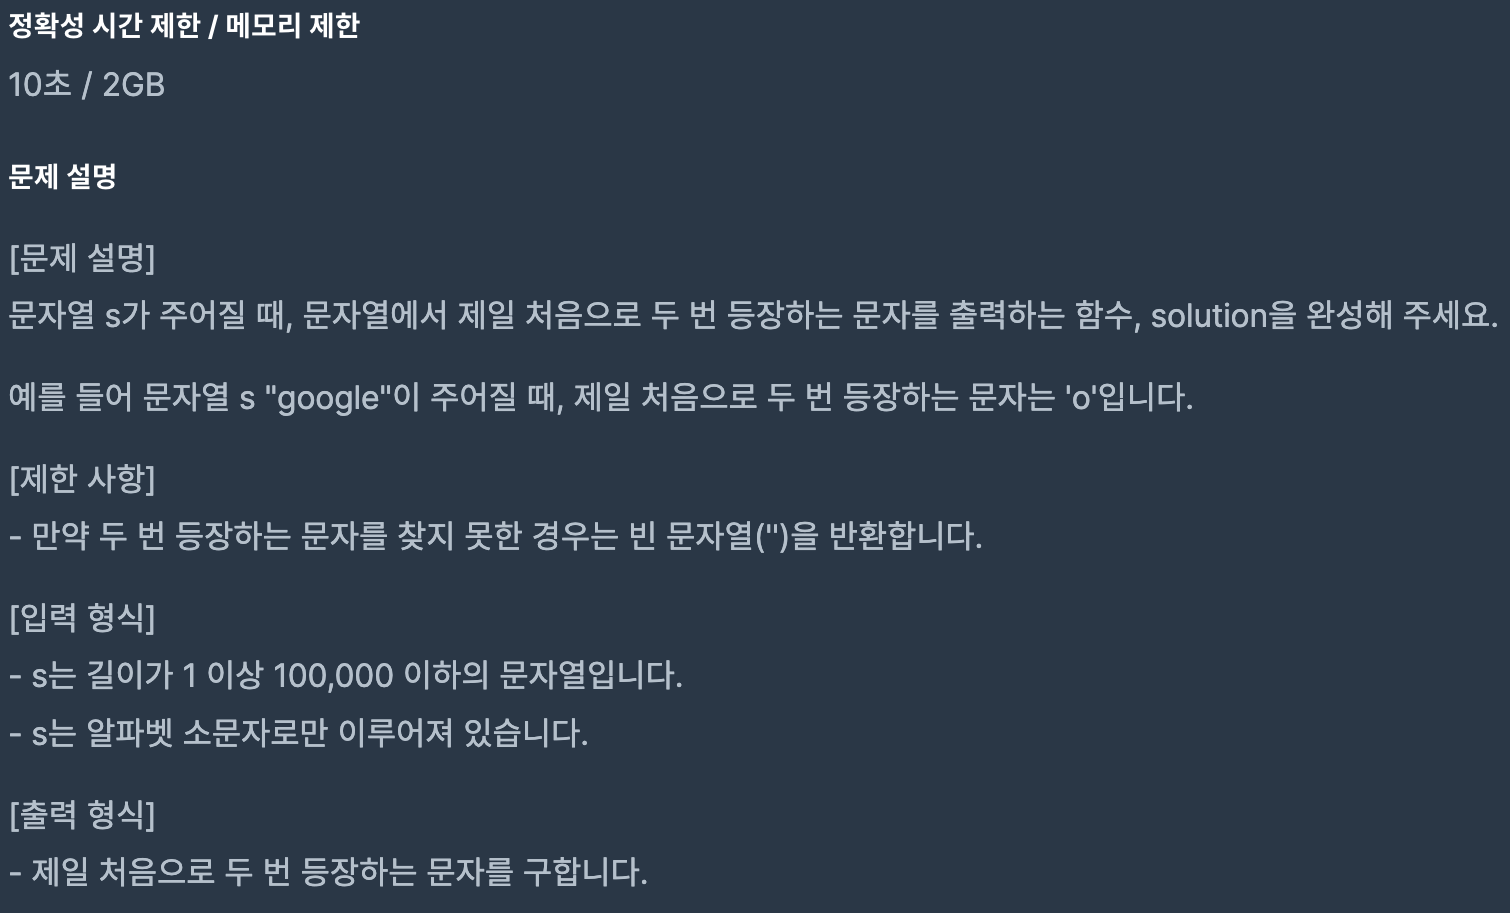 정확성 시간 제한 / 메모리 제한
10초 / 2GB
문제 설명
[문제 설명]
문자열 s가 주어질 때, 문자열에서 제일 처음으로 두 번 등장하는 문자를 출력하는 함수, solution을 완성해 주세요.
예를 들어 문자열 s "google"이 주어질 때, 제일 처음으로 두 번 등장하는 문자는 'o'입니다.
[제한 사항]
- 만약 두 번 등장하는 문자를 찾지 못한 경우는 빈 문자열('')을 반환합니다.
[입력 형식]
- s는 길이가 1 이상 100,000 이하의 문자열입니다.
- s는 알파벳 소문자로만 이루어져 있습니다.
[출력 형식]
- 제일 처음으로 두 번 등장하는 문자를 구합니다.